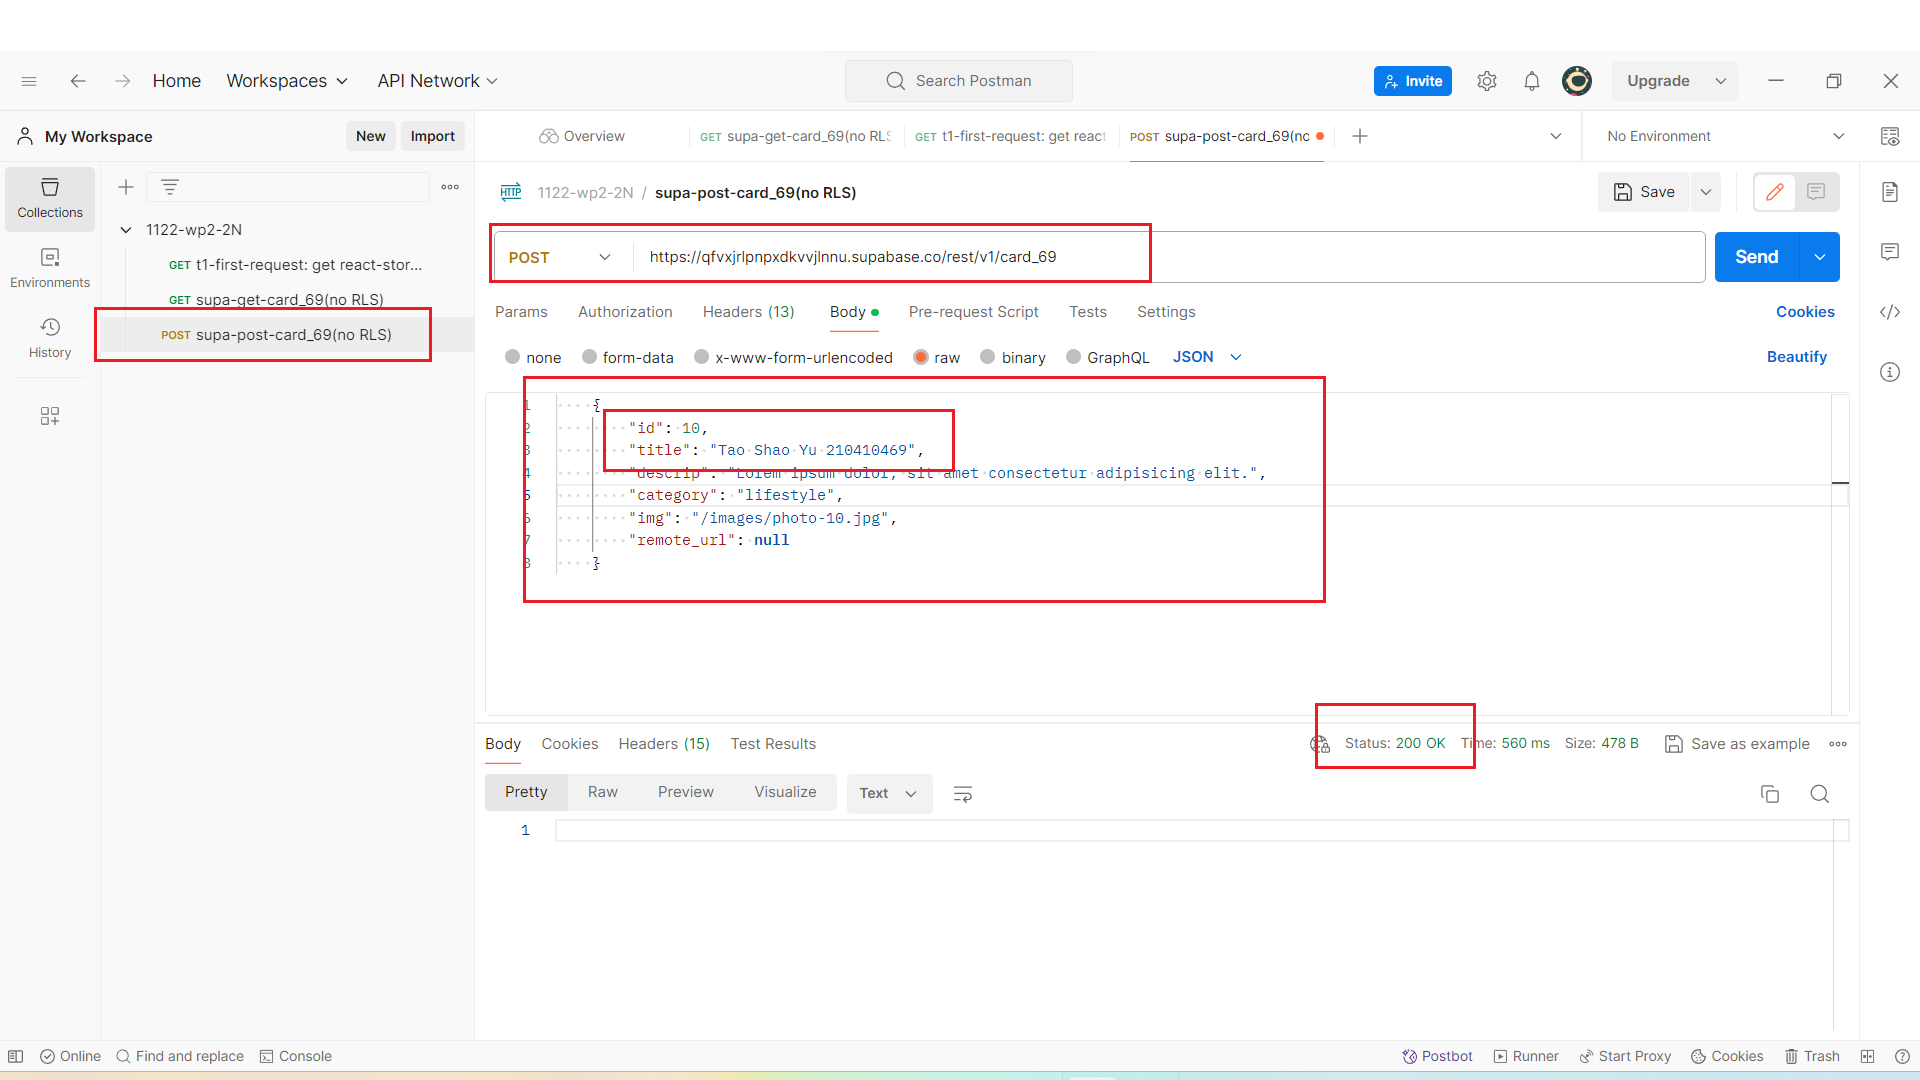 Home
Workspaces
API Network
Search Postman
Invite
Upgrade
My Workspace
New
Import
Overview
GET supa-get-card_69(no RLS
GET t1-first-request: get react
POST supa-post-card_69(no
No Environment
Collections
Environments
History
1122-wp2-2N
GET t1-first-request: get react-stor...
GET supa-get-card_69(no RLS)
POST supa-post-card_69(no RLS)
HTTP
1122-wp2-2N / supa-post-card_69(no RLS)
Save
POST
https://qfvxjrlpnpxdkvvjlnnu.supabase.co/rest/v1/card_69
Send
Params
Authorization
Headers (13)
Body
Pre-request Script
Tests
Settings
Cookies
none
form-data
x-www-form-urlencoded
raw
binary
GraphQL
JSON
Beautify
1 {
2 "id": 10,
3 "title": "Tao Shao Yu 210410469",
4 "descrip": "Lorem ipsum dolor, sit amet consectetur adipisicing elit.",
5 "category": "lifestyle",
6 "img": "/images/photo-10.jpg",
7 "remote_url": null
8 }
Body
Cookies
Headers (15)
Test Results
Status: 200 OK
Time: 560 ms
Size: 478 B
Save as example
Pretty
Raw
Preview
Visualize
Text
1
Online
Find and replace
Console
Postbot
Runner
Start Proxy
Cookies
Trash